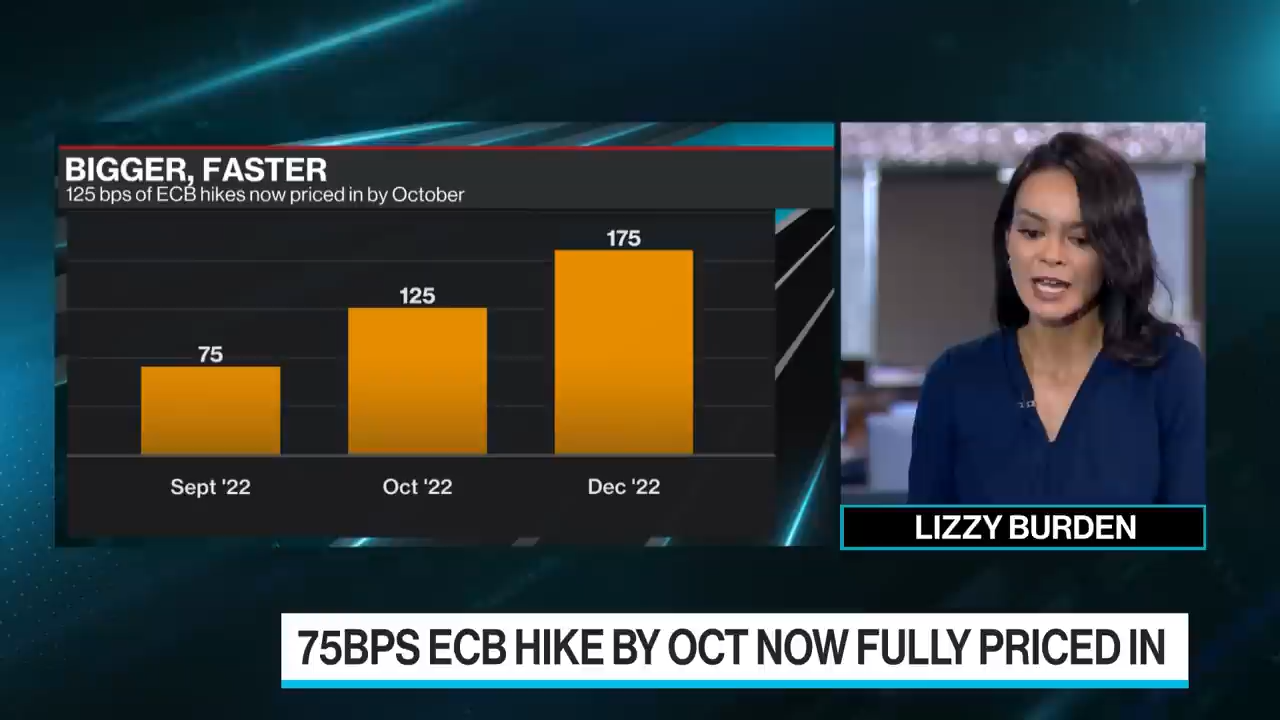 BIGGER, FASTER
125 bps of ECB hikes now priced in by October
75
125
175
Sept '22
Oct '22
Dec '22
LIZZY BURDEN
75BPS ECB HIKE BY OCT NOW FULLY PRICED IN